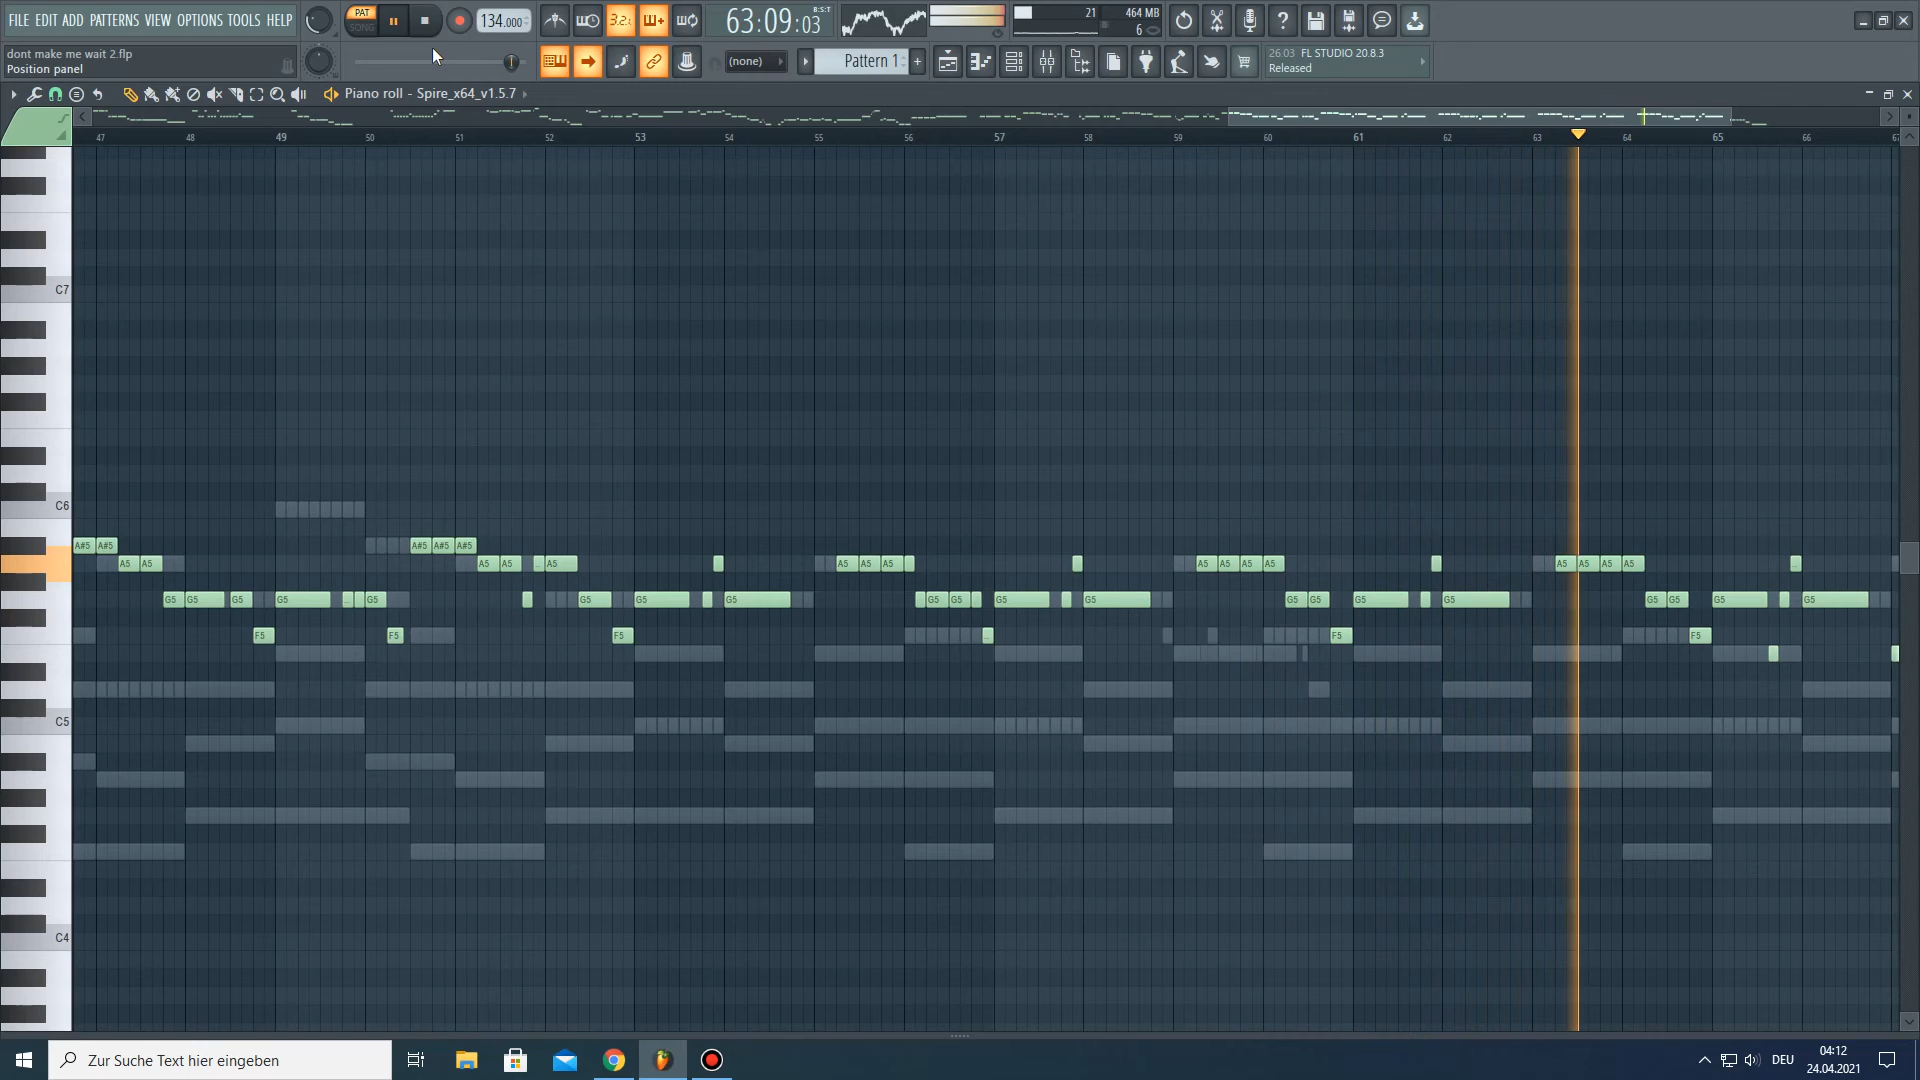 FILE EDIT ADD PATTERNS VIEW OPTIONS TOOLS HELP
PAT
SONG
134.000
3.2.
63:09:03
B:S:T
21
464 MB
6
dont make me wait 2.flp
Position panel
(none)
Pattern 1
26.03 FL STUDIO 20.8.3
Released
Piano roll - Spire_x64_v1.5.7
47 48 49 50 51 52 53 54 55 56 57 58 59 60 61 62 63 64 65 66 67
C7
C6
A#5 A#5 A#5 A#5 A#5
A5 A5 A5 A5 A5 A5 A5 A5 A5 A5 A5 A5 A5 A5 A5 A5
G5 G5 G5 G5 G5 G5 G5 G5 G5 G5 G5 G5 G5 G5 G5 G5 G5 G5 G5 G5
F5 F5 F5 F5 F5
C5
C4
Zur Suche Text hier eingeben
DEU
04:12
24.04.2021